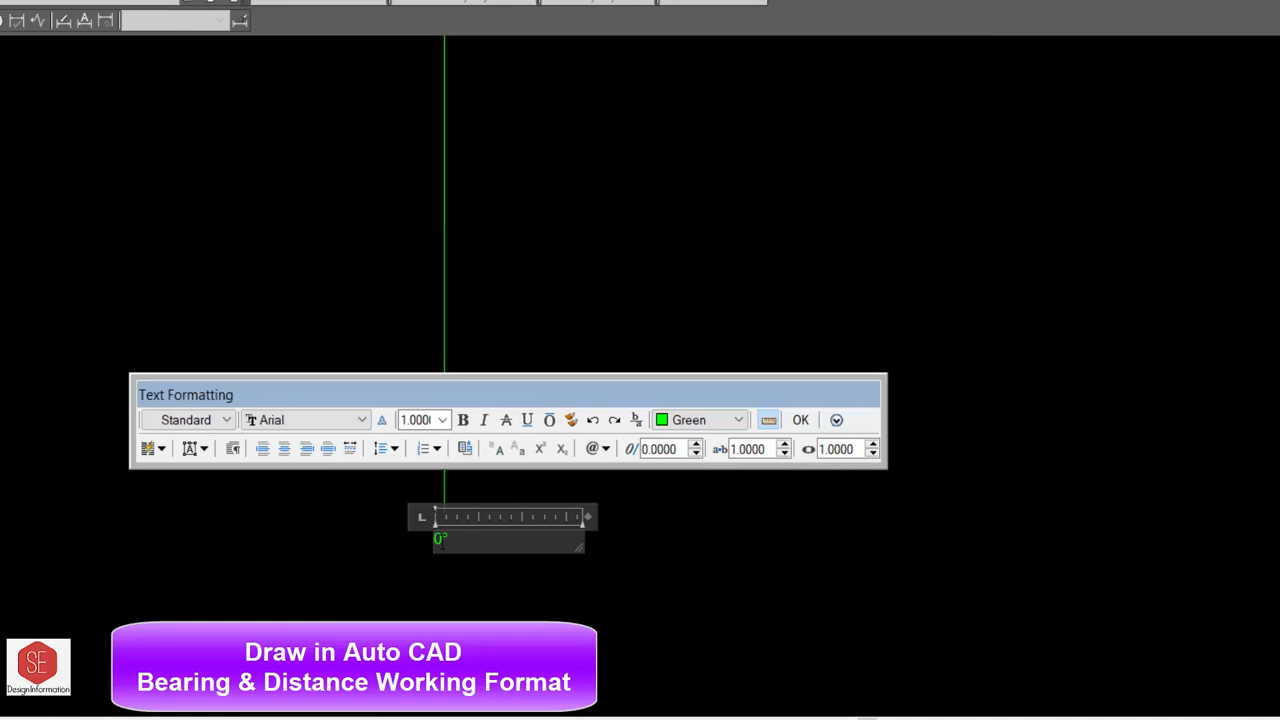 Text Formatting
Standard Arial 1.000 Green OK
0.0000 a•b 1.0000 1.0000
0°
SE
DesignInformation
Draw in Auto CAD
Bearing & Distance Working Format